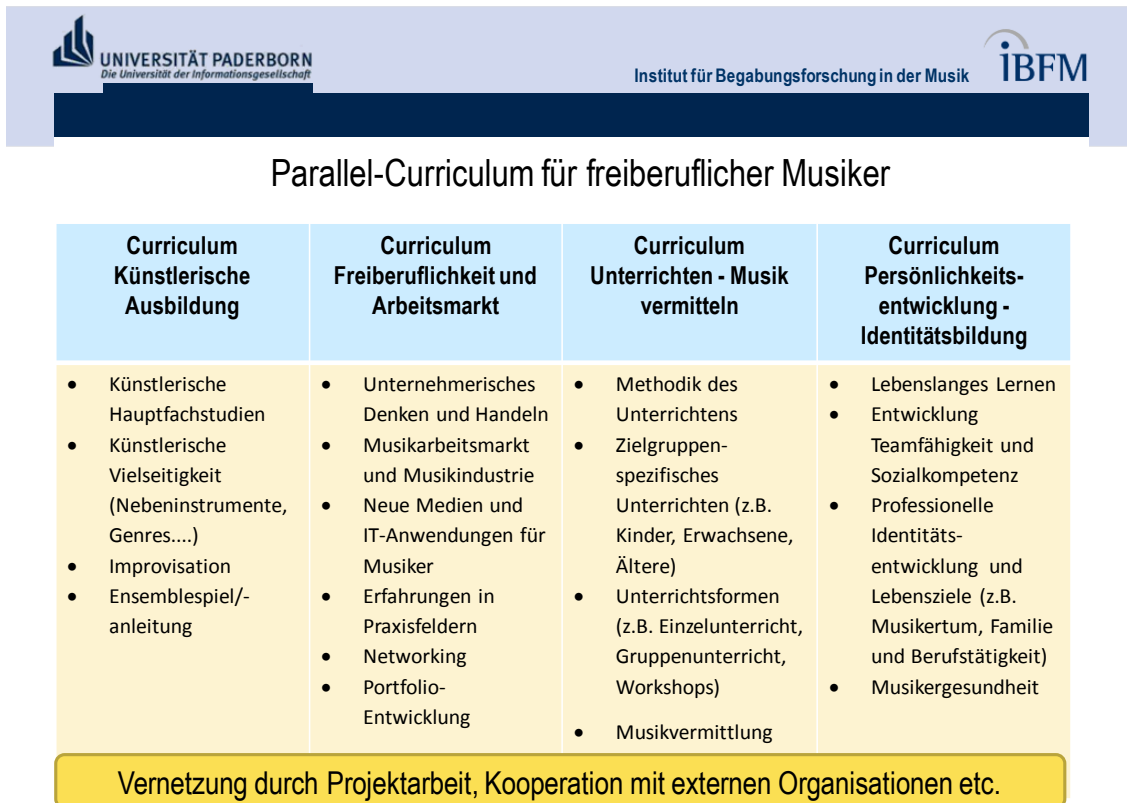 UNIVERSITÄT PADERBORN
Die Universität der Informationsgesellschaft
Institut für Begabungsforschung in der Musik
iBFM
Parallel-Curriculum für freiberuflicher Musiker
Curriculum
Künstlerische
Ausbildung
Curriculum
Freiberuflichkeit und
Arbeitsmarkt
Curriculum
Unterrichten - Musik
vermitteln
Curriculum
Persönlichkeits-
entwicklung -
Identitätsbildung
• Künstlerische
Hauptfachstudien
• Künstlerische
Vielseitigkeit
(Nebeninstrumente,
Genres....)
• Improvisation
• Ensemblespiel/-
anleitung
• Unternehmerisches
Denken und Handeln
• Musikarbeitsmarkt
und Musikindustrie
• Neue Medien und
IT-Anwendungen für
Musiker
• Erfahrungen in
Praxisfeldern
• Networking
• Portfolio-
Entwicklung
• Methodik des
Unterrichtens
• Zielgruppen-
spezifisches
Unterrichten (z.B.
Kinder, Erwachsene,
Ältere)
• Unterrichtsformen
(z.B. Einzelunterricht,
Gruppenunterricht,
Workshops)
• Musikvermittlung
• Lebenslanges Lernen
• Entwicklung
Teamfähigkeit und
Sozialkompetenz
• Professionelle
Identitäts-
entwicklung und
Lebensziele (z.B.
Musikertum, Familie
und Berufstätigkeit)
• Musikergesundheit
Vernetzung durch Projektarbeit, Kooperation mit externen Organisationen etc.